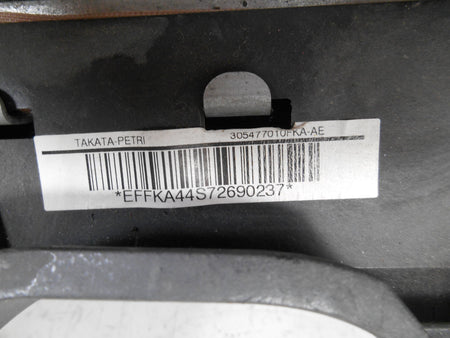 TAKATA-PETRI 305477010FKA-AE
*EFFKA44S72690237*